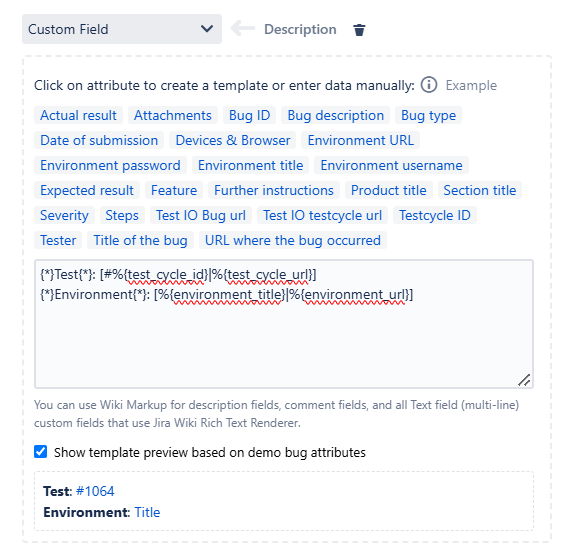 Custom Field Description
Click on attribute to create a template or enter data manually: Example
Actual result Attachments Bug ID Bug description Bug type
Date of submission Devices & Browser Environment URL
Environment password Environment title Environment username
Expected result Feature Further instructions Product title Section title
Severity Steps Test IO Bug url Test IO testcycle url Testcycle ID
Tester Title of the bug URL where the bug occurred
{*}Test{*}: [#%{test_cycle_id}|%{test_cycle_url}]
{*}Environment{*}: [%{environment_title}|%{environment_url}]
You can use Wiki Markup for description fields, comment fields, and all Text field (multi-line)
custom fields that use Jira Wiki Rich Text Renderer.
Show template preview based on demo bug attributes
Test: #1064
Environment: Title